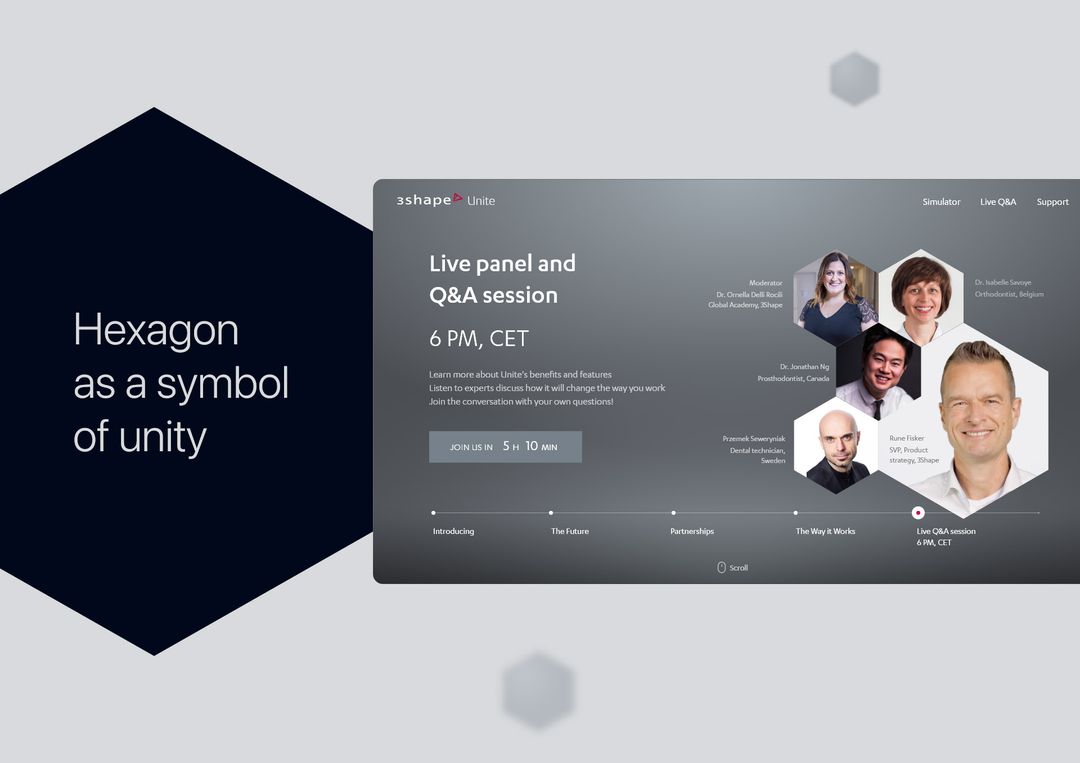 Hexagon
as a symbol
of unity
3shape Unite
Simulator Live Q&A Support
Live panel and
Q&A session
6 PM, CET
Learn more about Unite's benefits and features
Listen to experts discuss how it will change the way you work
Join the conversation with your own questions!
JOIN US IN 5 H 10 MIN
Moderator
Dr. Ornella Delli Rocili
Global Academy, 3Shape
Dr. Isabelle Savoye
Orthodontist, Belgium
Dr. Jonathan Ng
Prosthodontist, Canada
Przemek Seweryniak
Dental technician,
Sweden
Rune Fisker
SVP, Product
strategy, 3Shape
Introducing
The Future
Partnerships
The Way it Works
Live Q&A session
6 PM, CET
Scroll